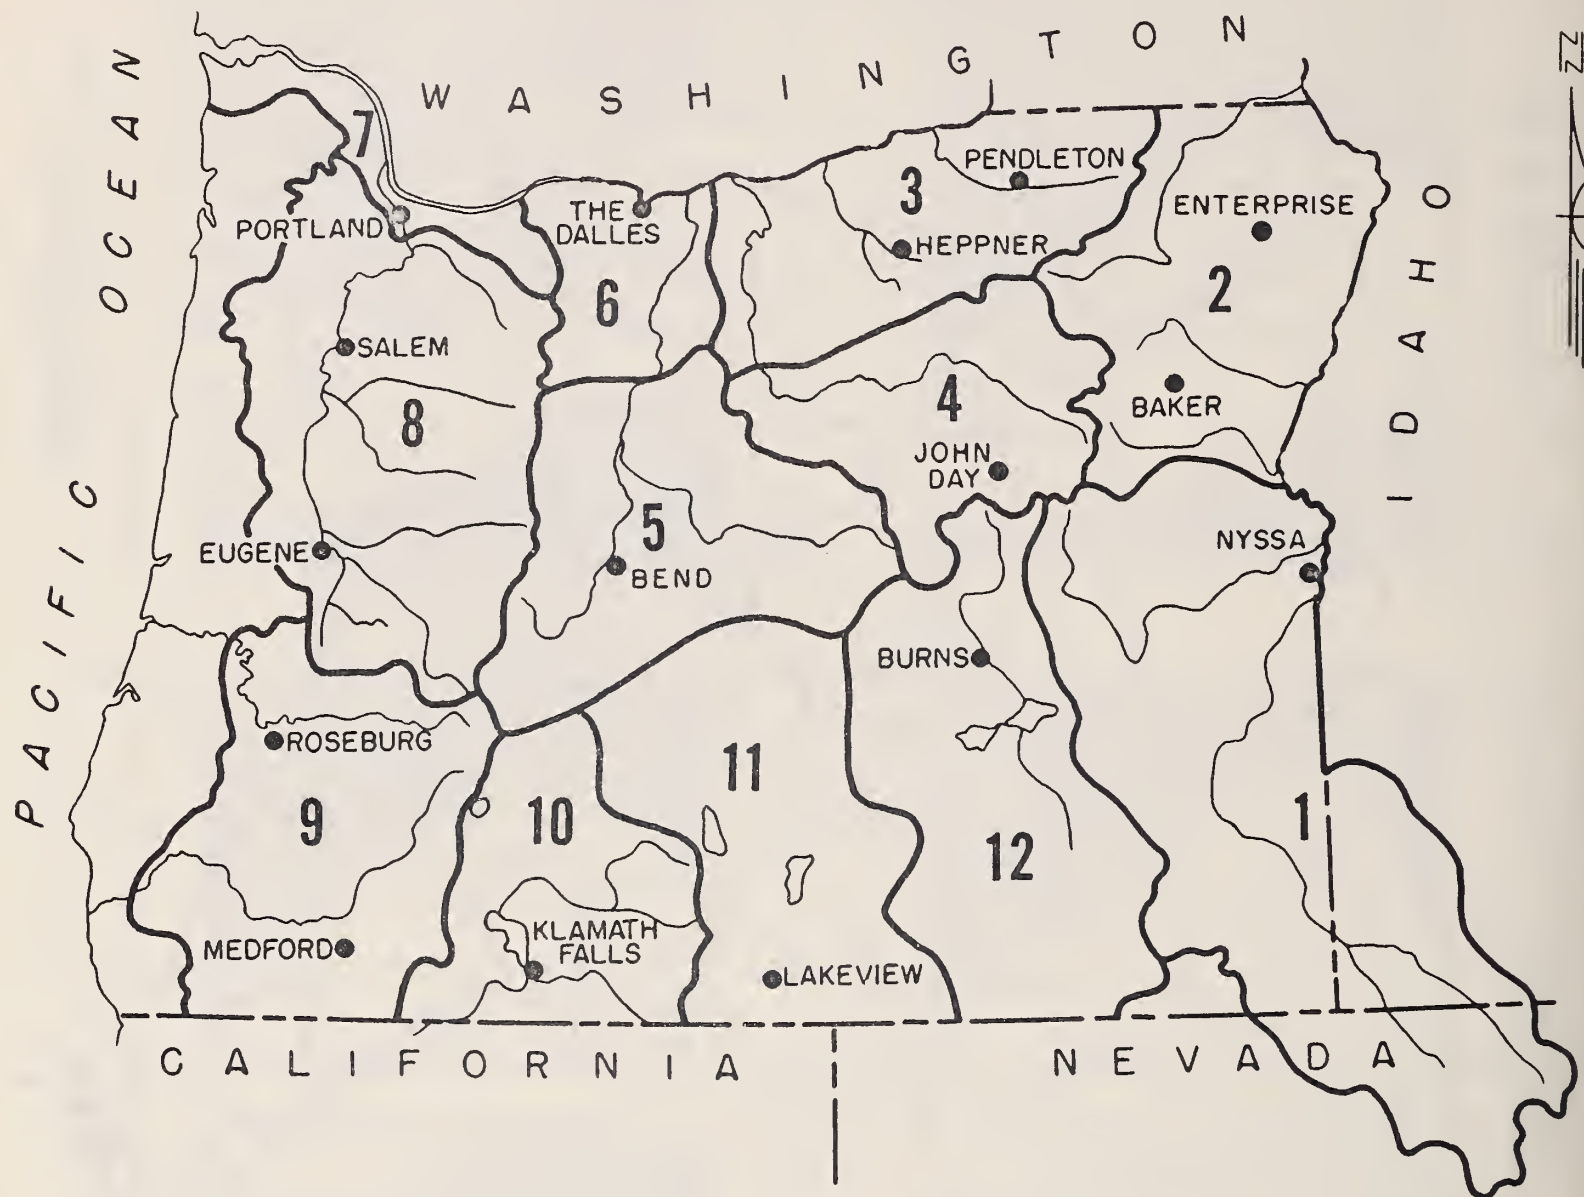 WASHINGTON
PACIFIC OCEAN
IDAHO
7
PORTLAND
THE
DALLES
6
3
PENDLETON
HEPPNER
ENTERPRISE
2
SALEM
8
4
JOHN
DAY
BAKER
EUGENE
5
BEND
NYSSA
BURNS
ROSEBURG
9
10
11
12
1
MEDFORD
KLAMATH
FALLS
LAKEVIEW
CALIFORNIA
NEVADA